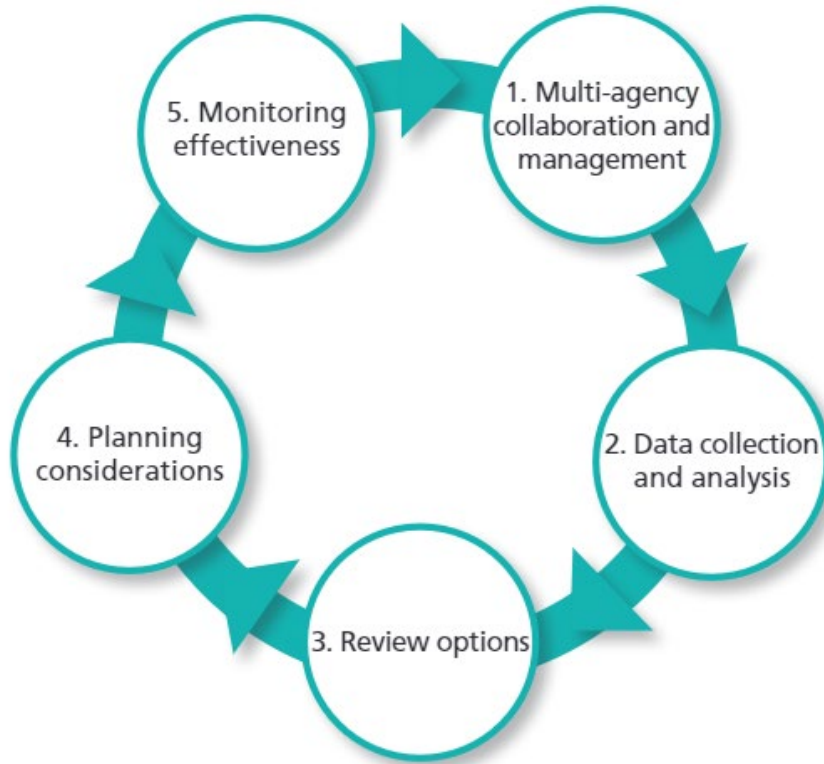 1. Multi-agency
collaboration and
management
2. Data collection
and analysis
3. Review options
4. Planning
considerations
5. Monitoring
effectiveness